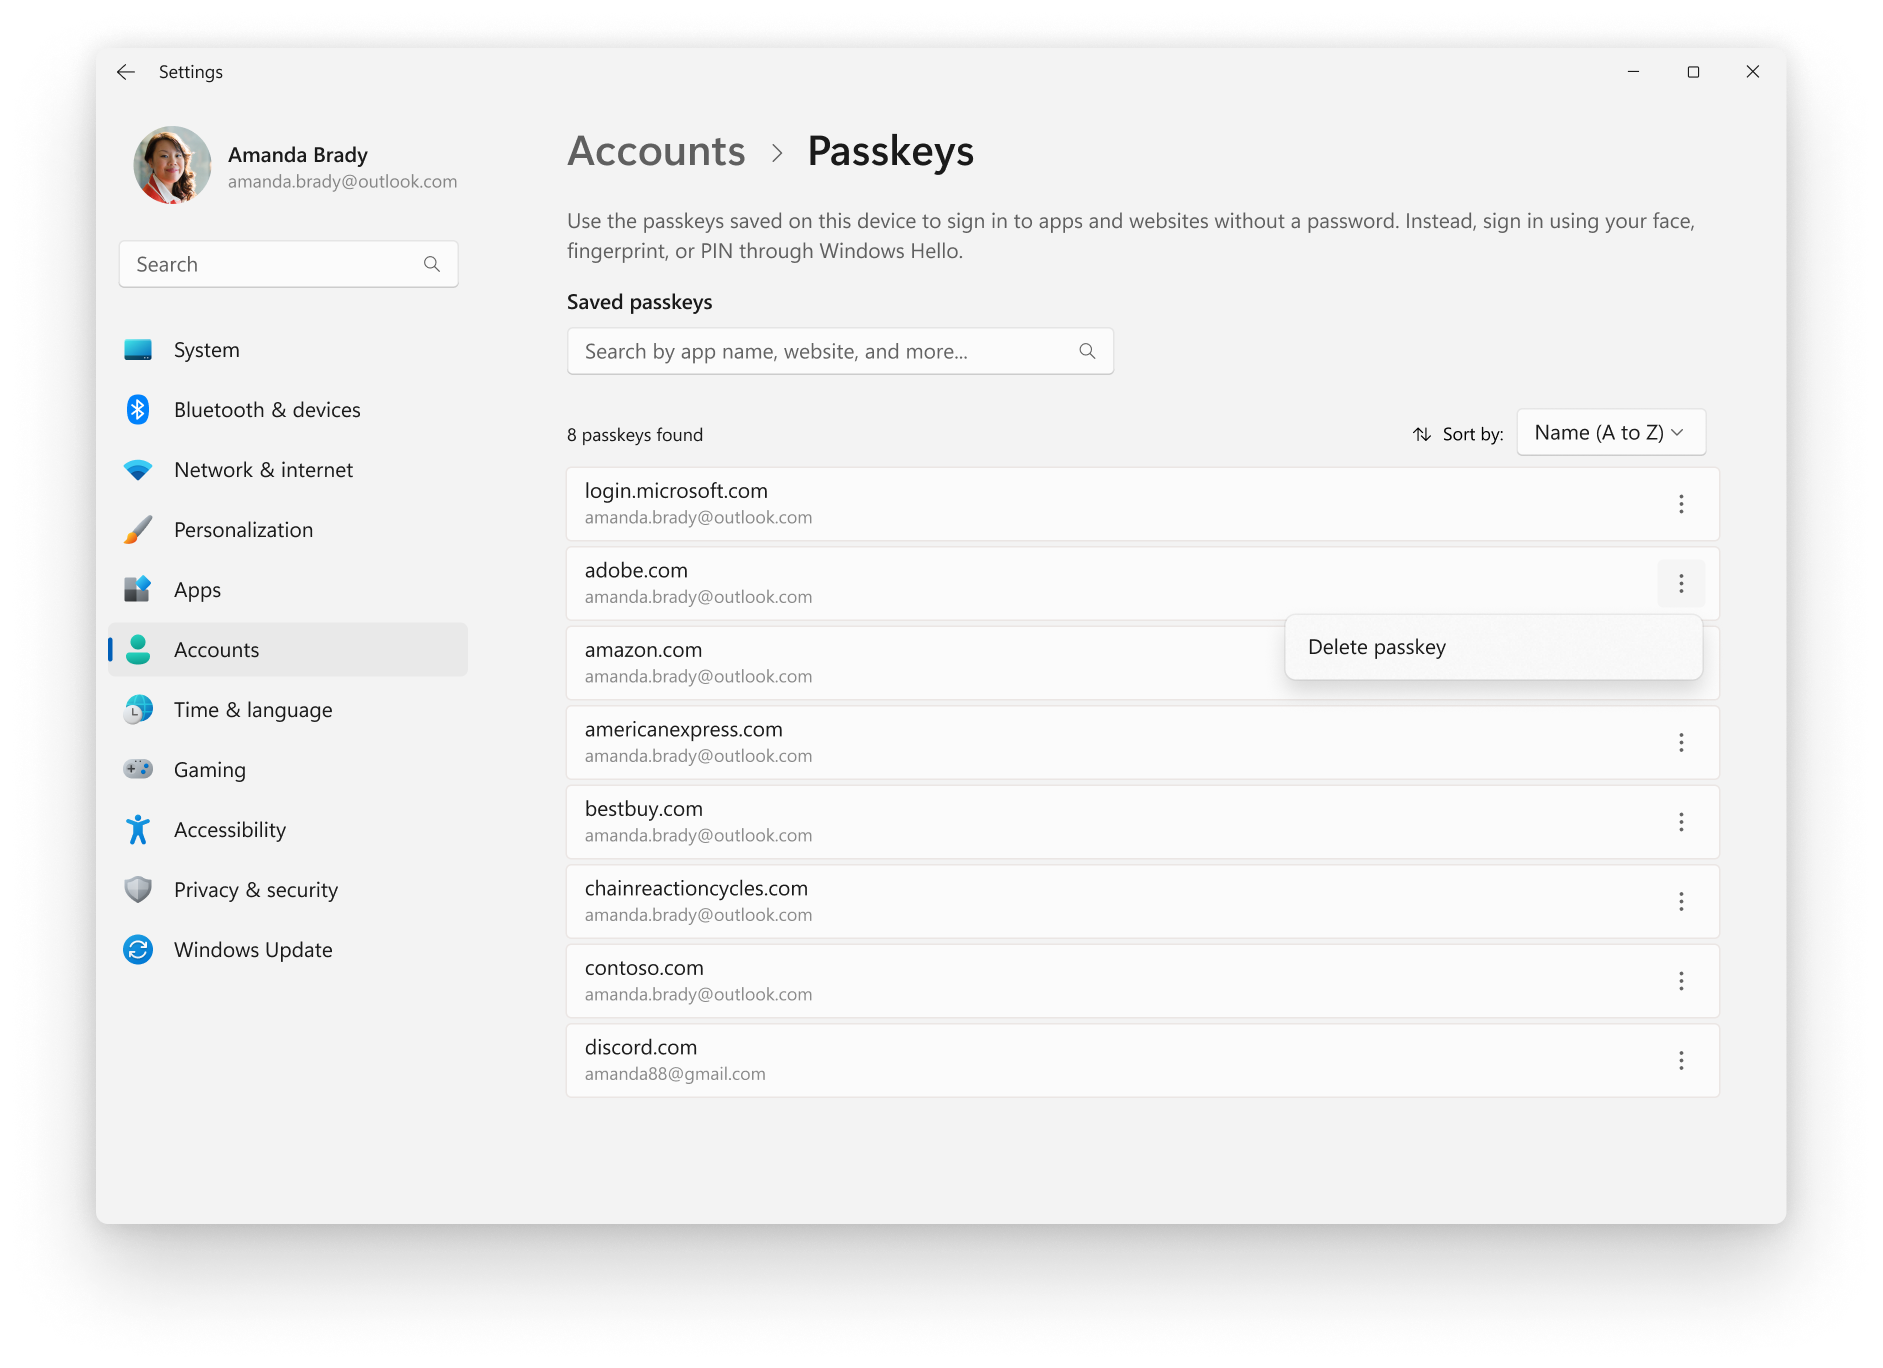 Settings
Amanda Brady
amanda.brady@outlook.com
Search
System
Bluetooth & devices
Network & internet
Personalization
Apps
Accounts
Time & language
Gaming
Accessibility
Privacy & security
Windows Update
Accounts > Passkeys
Use the passkeys saved on this device to sign in to apps and websites without a password. Instead, sign in using your face,
fingerprint, or PIN through Windows Hello.
Saved passkeys
Search by app name, website, and more...
8 passkeys found
Sort by: Name (A to Z)
login.microsoft.com
amanda.brady@outlook.com
adobe.com
amanda.brady@outlook.com
Delete passkey
amazon.com
amanda.brady@outlook.com
americanexpress.com
amanda.brady@outlook.com
bestbuy.com
amanda.brady@outlook.com
chainreactioncycles.com
amanda.brady@outlook.com
contoso.com
amanda.brady@outlook.com
discord.com
amanda88@gmail.com